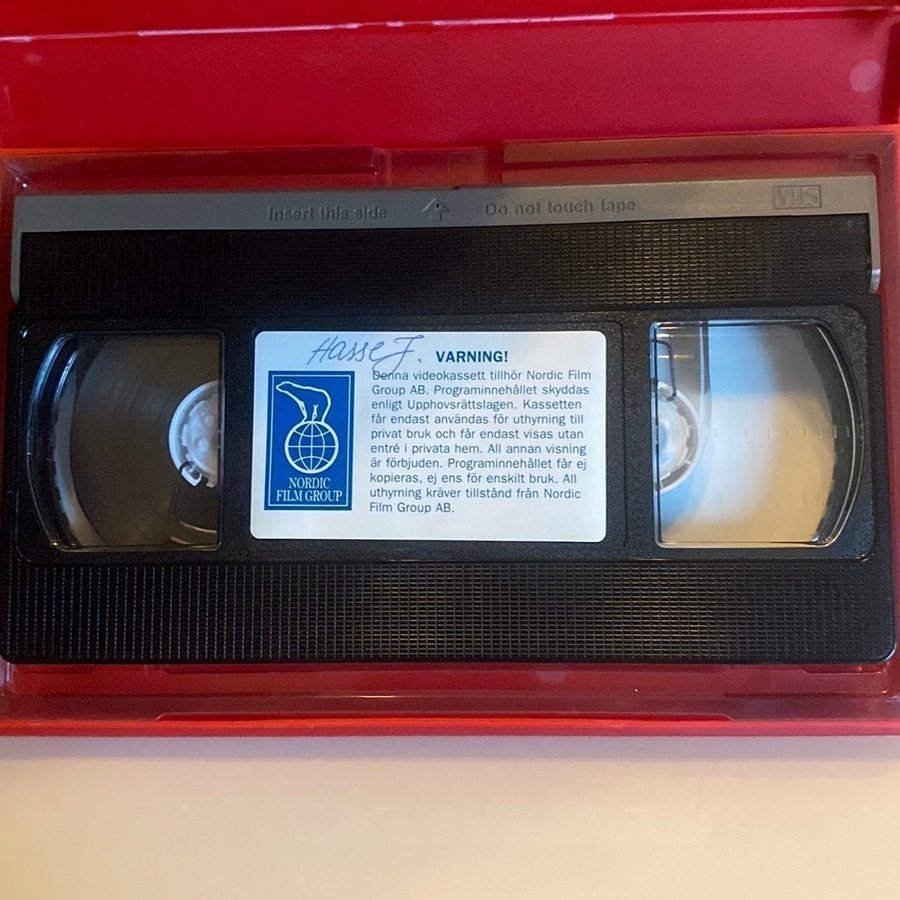 Insert this side ↑ Do not touch tape VHS
Hasse J. VARNING!
Denna videokassett tillhör Nordic Film
Group AB. Programinnehållet skyddas
enligt Upphovsrättslagen. Kassetten
får endast användas för uthyrning till
privat bruk och får endast visas utan
entré i privata hem. All annan visning
är förbjuden. Programinnehållet får ej
kopieras, ej ens för enskilt bruk. All
uthyrning kräver tillstånd från Nordic
Film Group AB.
NORDIC
FILM GROUP